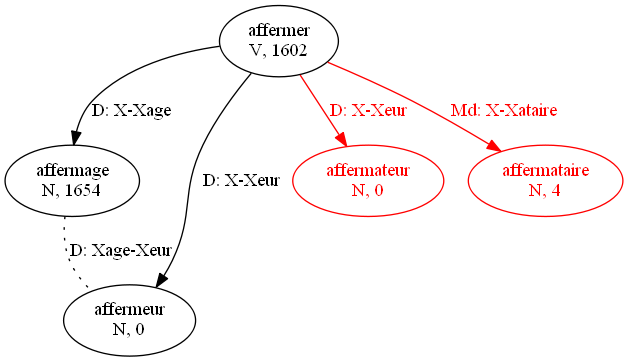 affermer
V, 1602
D: X-Xage
D: X-Xeur
Md: X-Xataire
affermage
N, 1654
D: X-Xeur
affermateur
N, 0
affermataire
N, 4
D: Xage-Xeur
affermeur
N, 0